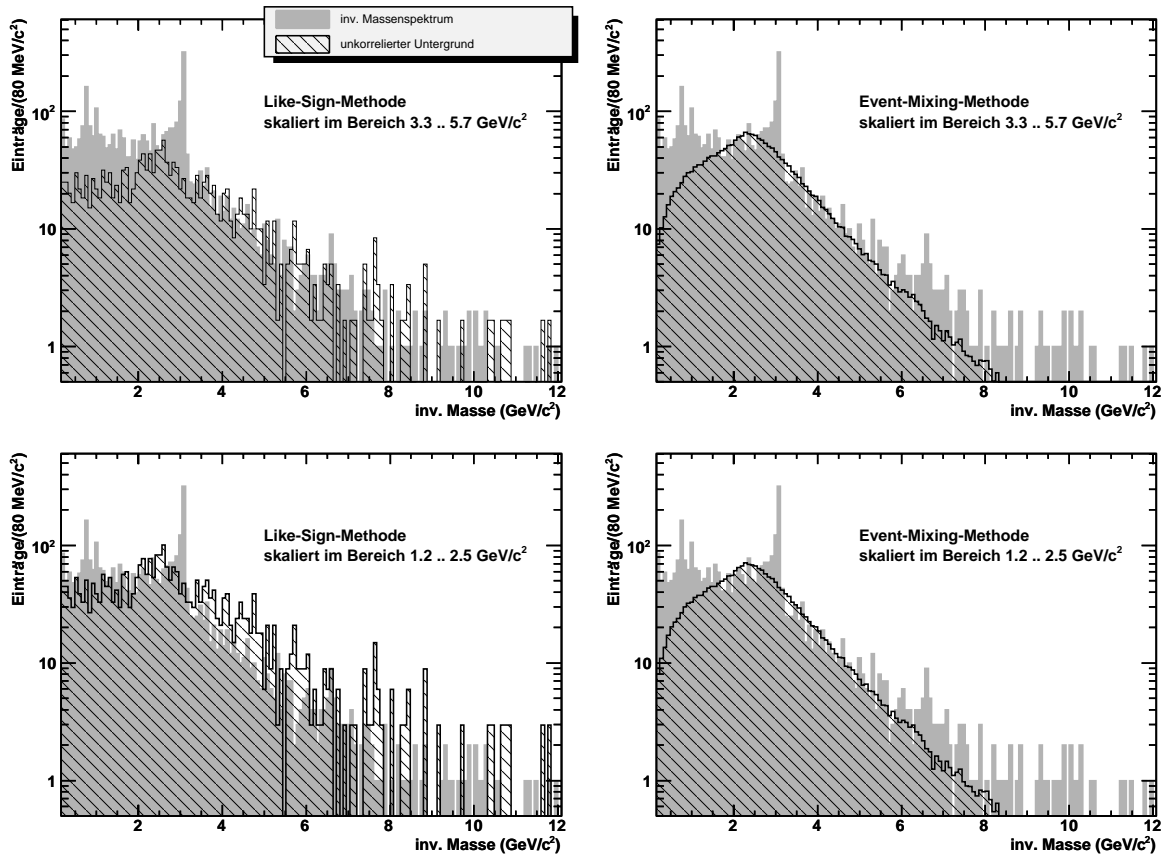 inv. Massenspektrum
unkorrelierter Untergrund
Einträge/(80 MeV/c²)
10²
10
1
Like-Sign-Methode
skaliert im Bereich 3.3 .. 5.7 GeV/c²
2 4 6 8 10 12
inv. Masse (GeV/c²)
Einträge/(80 MeV/c²)
10²
10
1
Event-Mixing-Methode
skaliert im Bereich 3.3 .. 5.7 GeV/c²
2 4 6 8 10 12
inv. Masse (GeV/c²)
Einträge/(80 MeV/c²)
10²
10
1
Like-Sign-Methode
skaliert im Bereich 1.2 .. 2.5 GeV/c²
2 4 6 8 10 12
inv. Masse (GeV/c²)
Einträge/(80 MeV/c²)
10²
10
1
Event-Mixing-Methode
skaliert im Bereich 1.2 .. 2.5 GeV/c²
2 4 6 8 10 12
inv. Masse (GeV/c²)